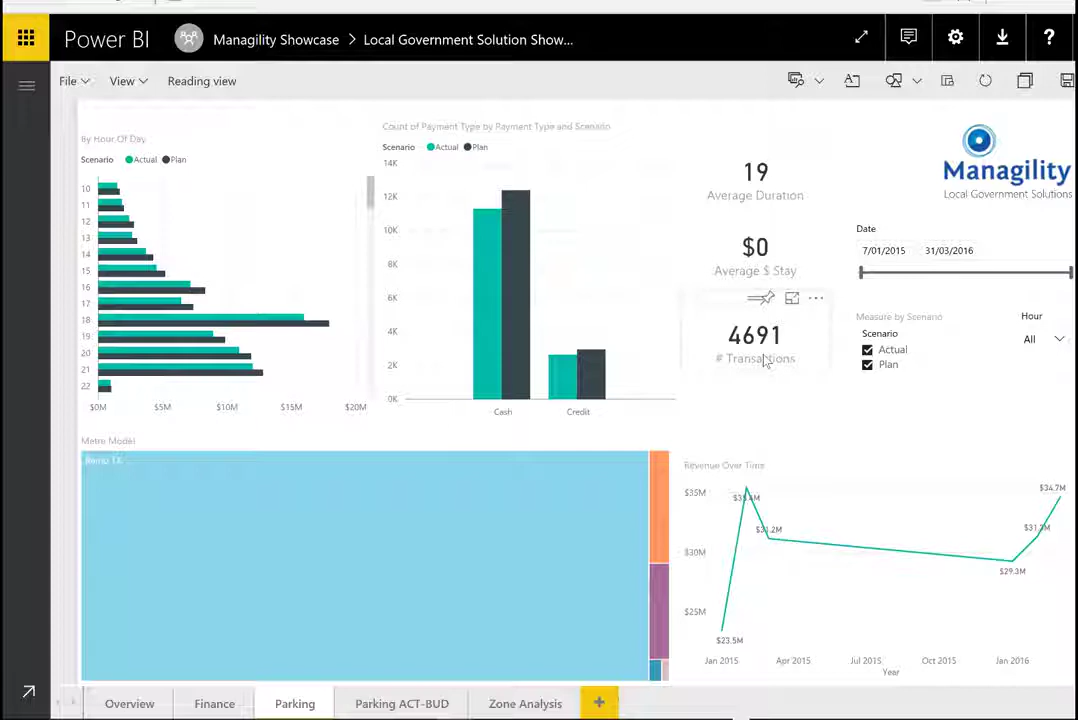 Power BI
Managility Showcase > Local Government Solution Show...
?
File
View
Reading view
By Hour Of Day
Scenario Actual Plan
10
11
12
13
14
15
16
17
18
19
20
21
22
$0M $5M $10M $15M $20M
Count of Payment Type by Payment Type and Scenario
Scenario Actual Plan
14K
12K
10K
8K
6K
4K
2K
0K
Cash Credit
19
Average Duration
$0
Average $ Stay
4691
# Transactions
Managility
Local Government Solutions
Date
7/01/2015 31/03/2016
Measure by Scenario
Scenario
Actual
Plan
Hour
All
Metre Model
Revenue Over Time
$35M
$30M
$25M
$31.2M
$34.7M
$29.3M
$23.5M
Jan 2015 Apr 2015 Jul 2015 Oct 2015 Jan 2016
Year
Overview Finance Parking Parking ACT-BUD Zone Analysis +